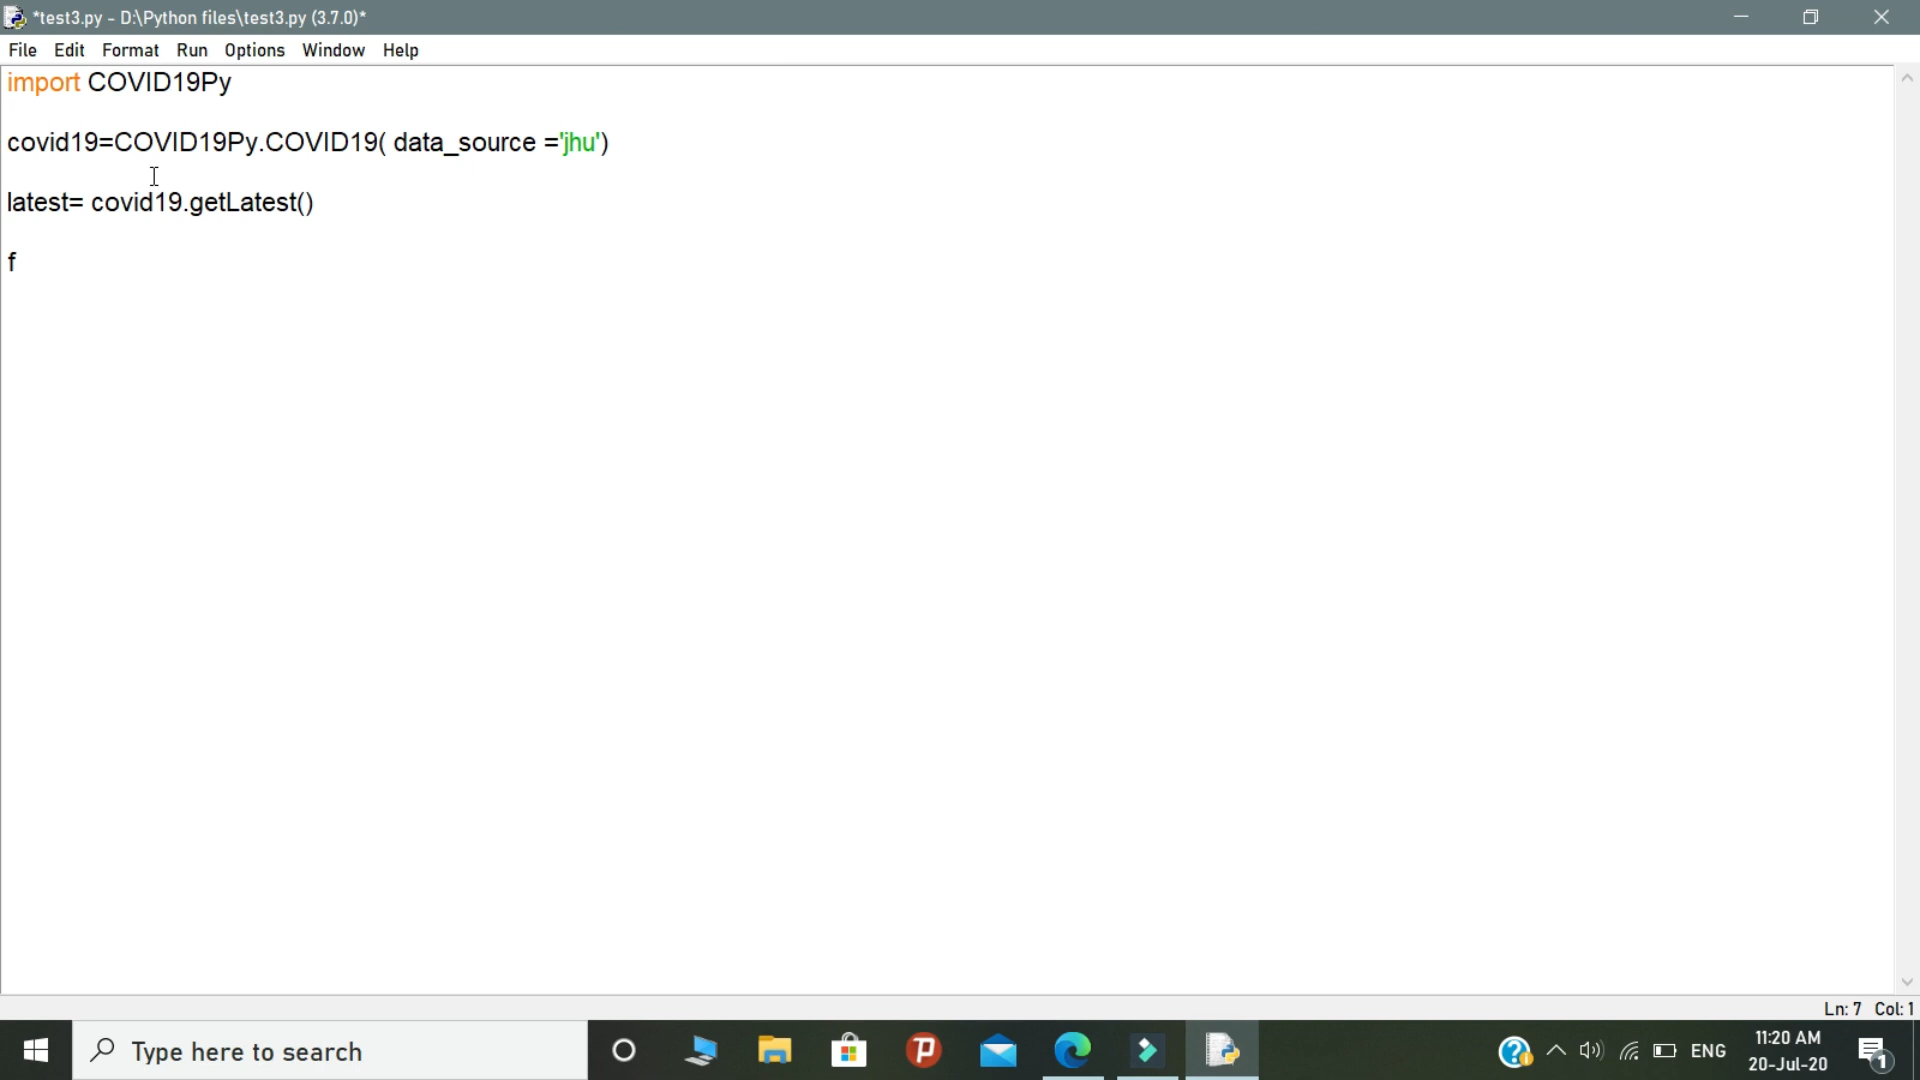 *test3.py - D:\Python files\test3.py (3.7.0)*
File Edit Format Run Options Window Help
import COVID19Py
covid19=COVID19Py.COVID19( data_source ='jhu')
latest= covid19.getLatest()
f
Ln: 7 Col: 1
Type here to search
ENG
11:20 AM
20-Jul-20
1